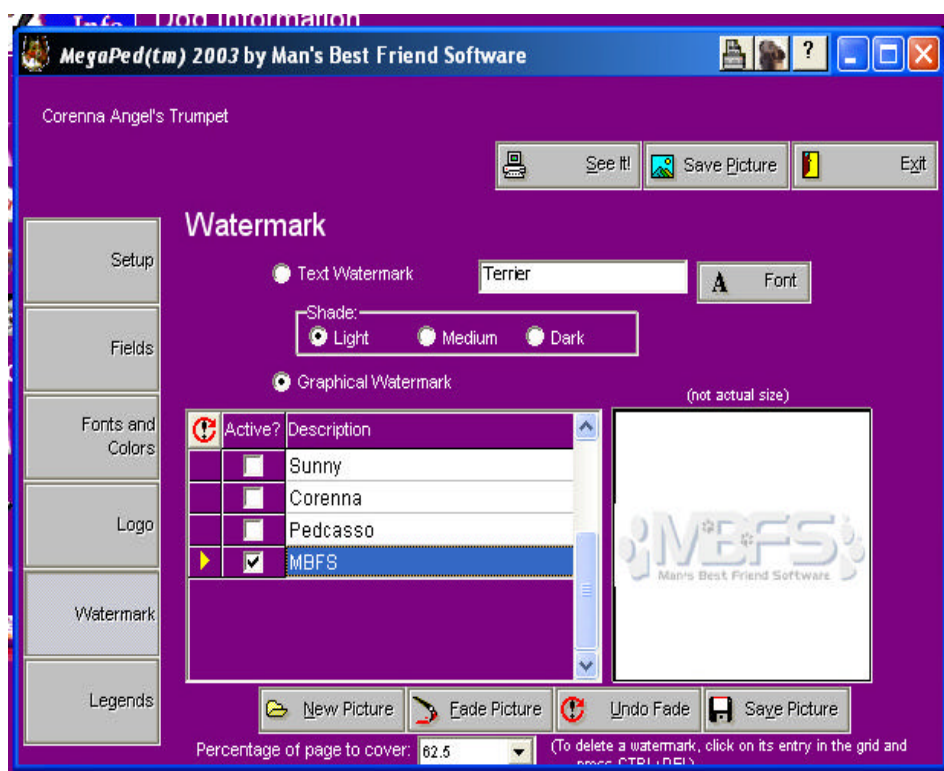 Info Dog Information
MegaPed(tm) 2003 by Man's Best Friend Software ?
Corenna Angel's Trumpet
See It! Save Picture Exit
Watermark
Setup
Fields
Fonts and
Colors
Logo
Watermark
Legends
Text Watermark Terrier A Font
Shade:
Light Medium Dark
Graphical Watermark
(not actual size)
Active? Description
Sunny
Corenna
Pedcasso
MBFS
MBFS
Man's Best Friend Software
New Picture Fade Picture Undo Fade Save Picture
Percentage of page to cover: 62.5
(To delete a watermark, click on its entry in the grid and
press CTRL+DEL)